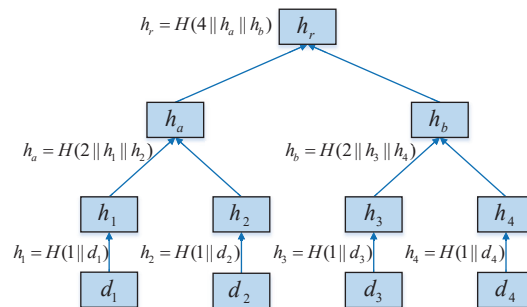 h_r = H(4 || h_a || h_b) h_r
h_a h_b
h_a = H(2 || h_1 || h_2) h_b = H(2 || h_3 || h_4)
h_1 h_2 h_3 h_4
h_1 = H(1 || d_1) h_2 = H(1 || d_2) h_3 = H(1 || d_3) h_4 = H(1 || d_4)
d_1 d_2 d_3 d_4